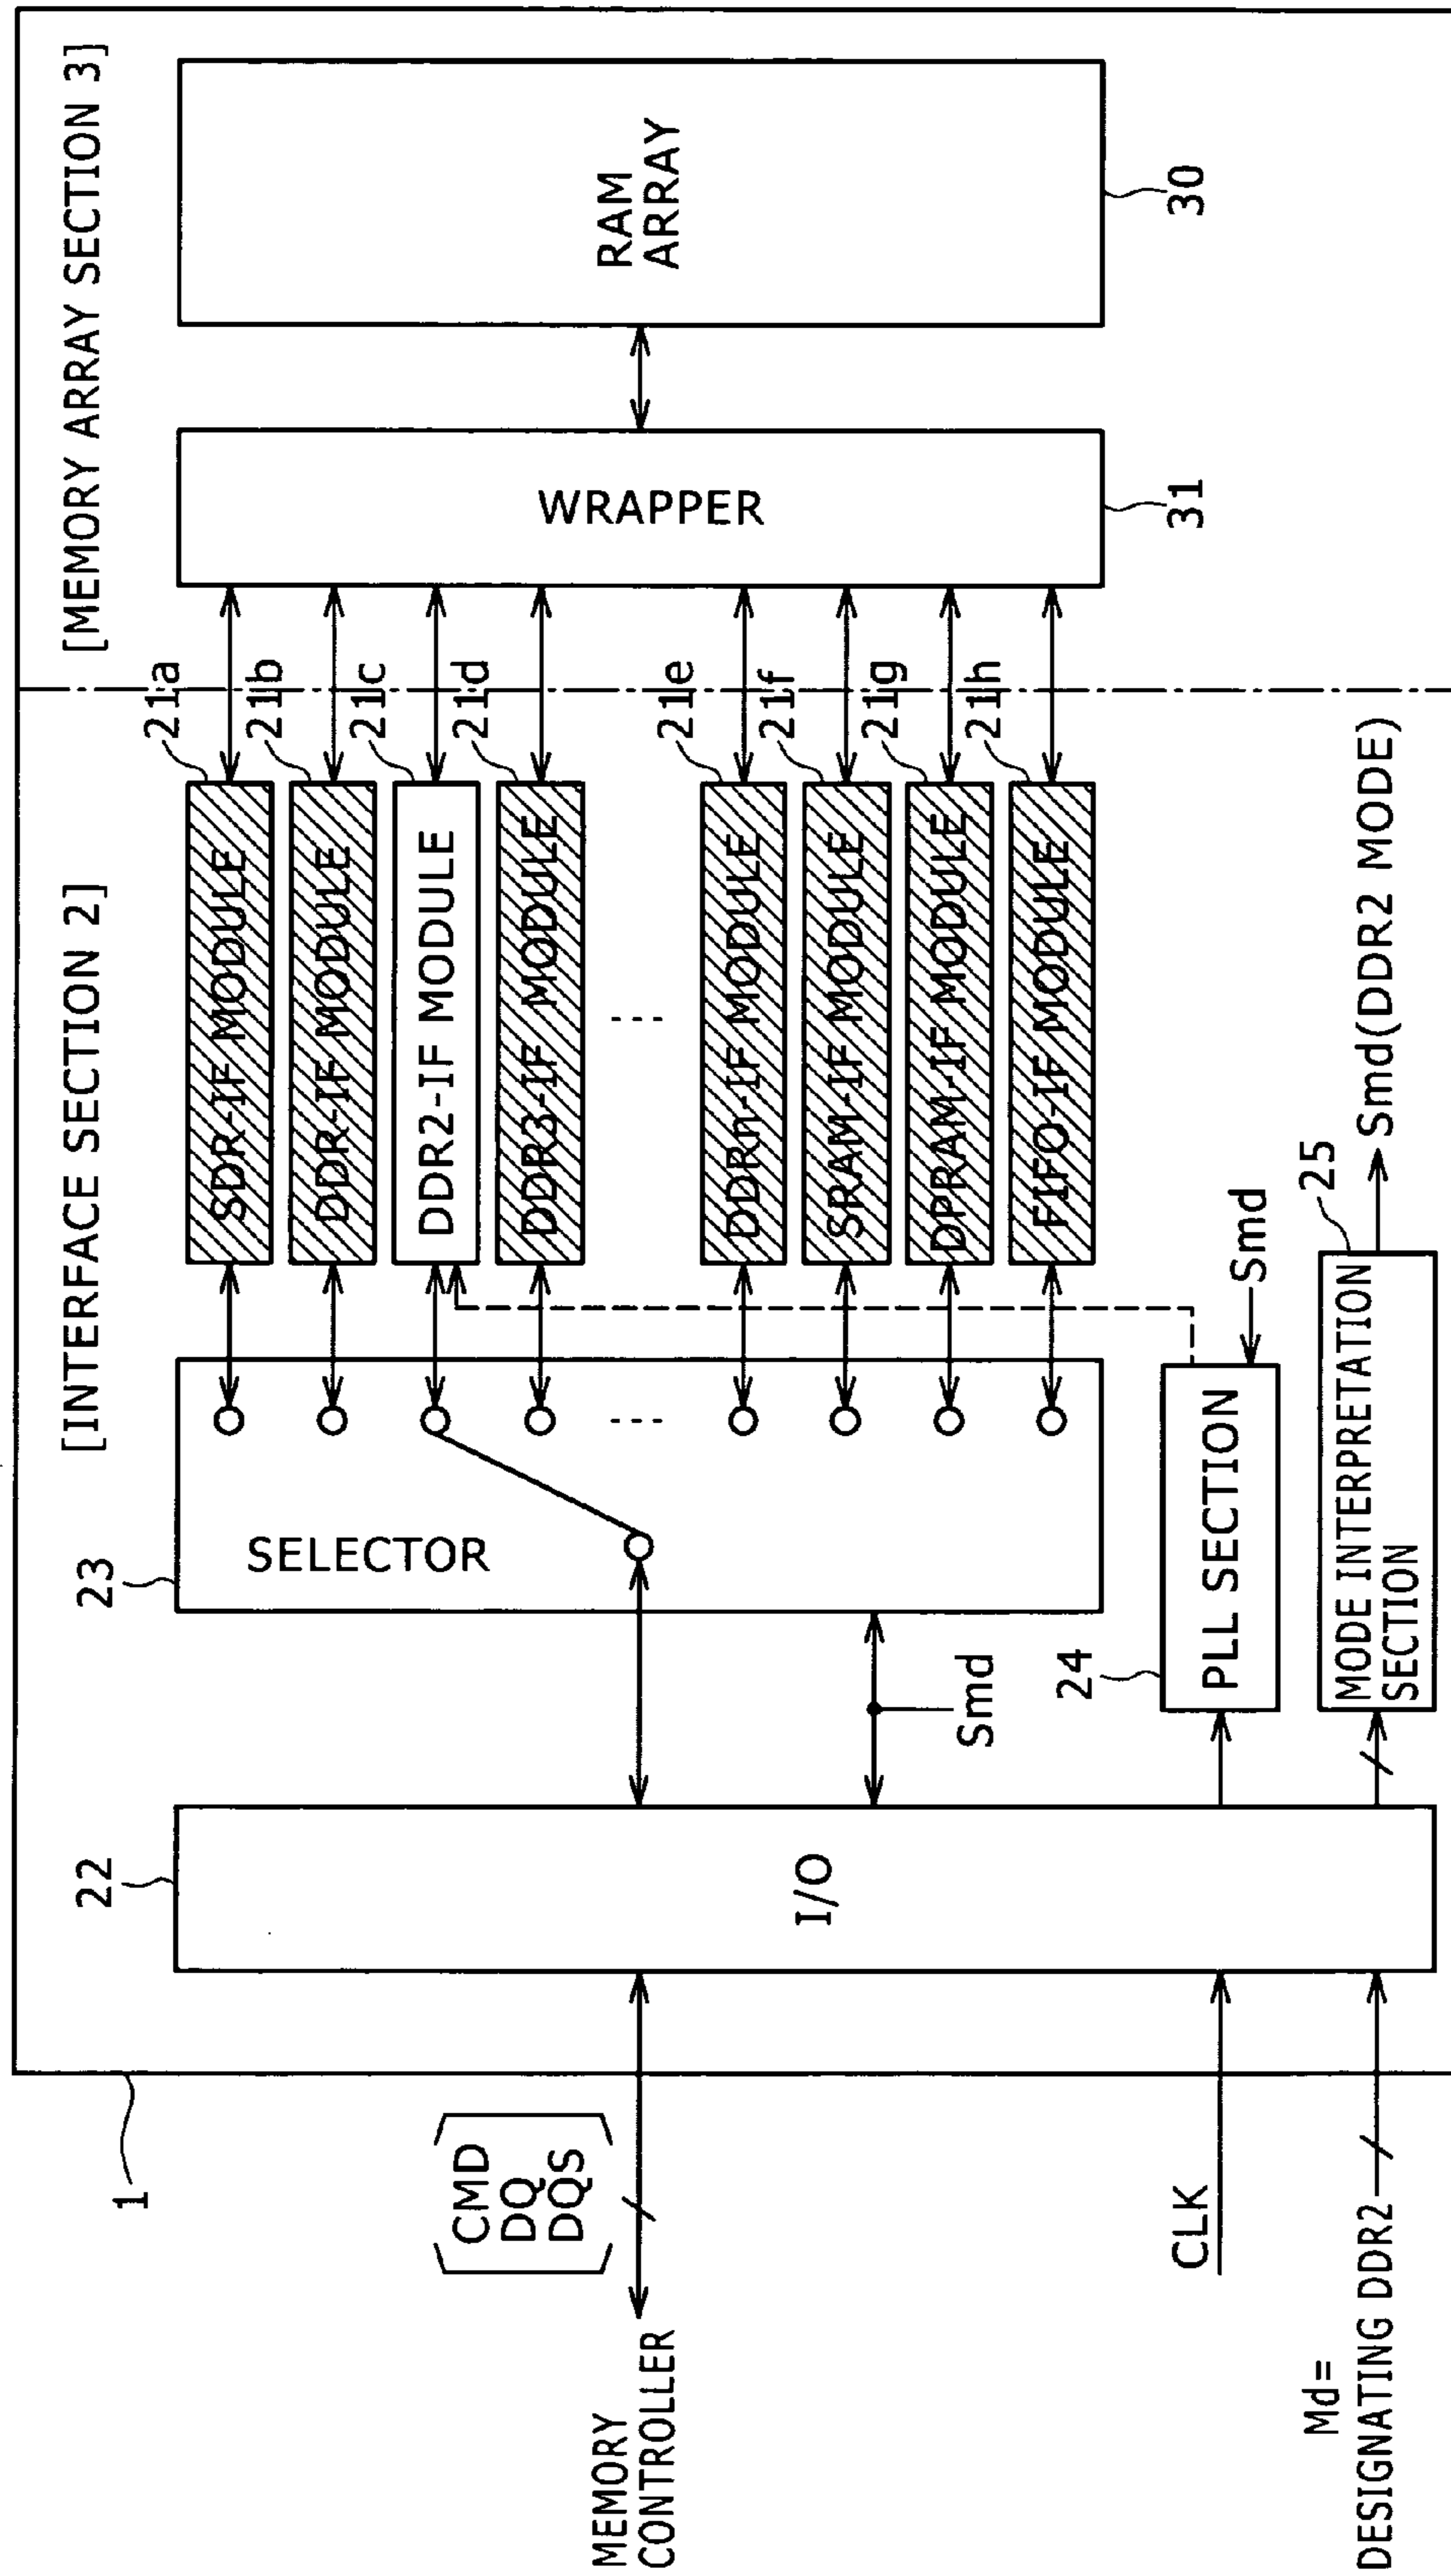 [INTERFACE SECTION 2]
[MEMORY ARRAY SECTION 3]
1
22
23
21a
21b
21c
21d
21e
21f
21g
21h
SDR-IF MODULE
DDR-IF MODULE
DDR2-IF MODULE
DDR3-IF MODULE
---
---
DDRn-IF MODULE
SRAM-IF MODULE
DPRAM-IF MODULE
FIFO-IF MODULE
SELECTOR
I/O
WRAPPER
31
RAM
ARRAY
30
CMD
DQ
DQS
MEMORY
CONTROLLER
Smd
24
PLL SECTION
Smd
CLK
25
MODE INTERPRETATION
SECTION
Smd(DDR2 MODE)
Md=
DESIGNATING DDR2